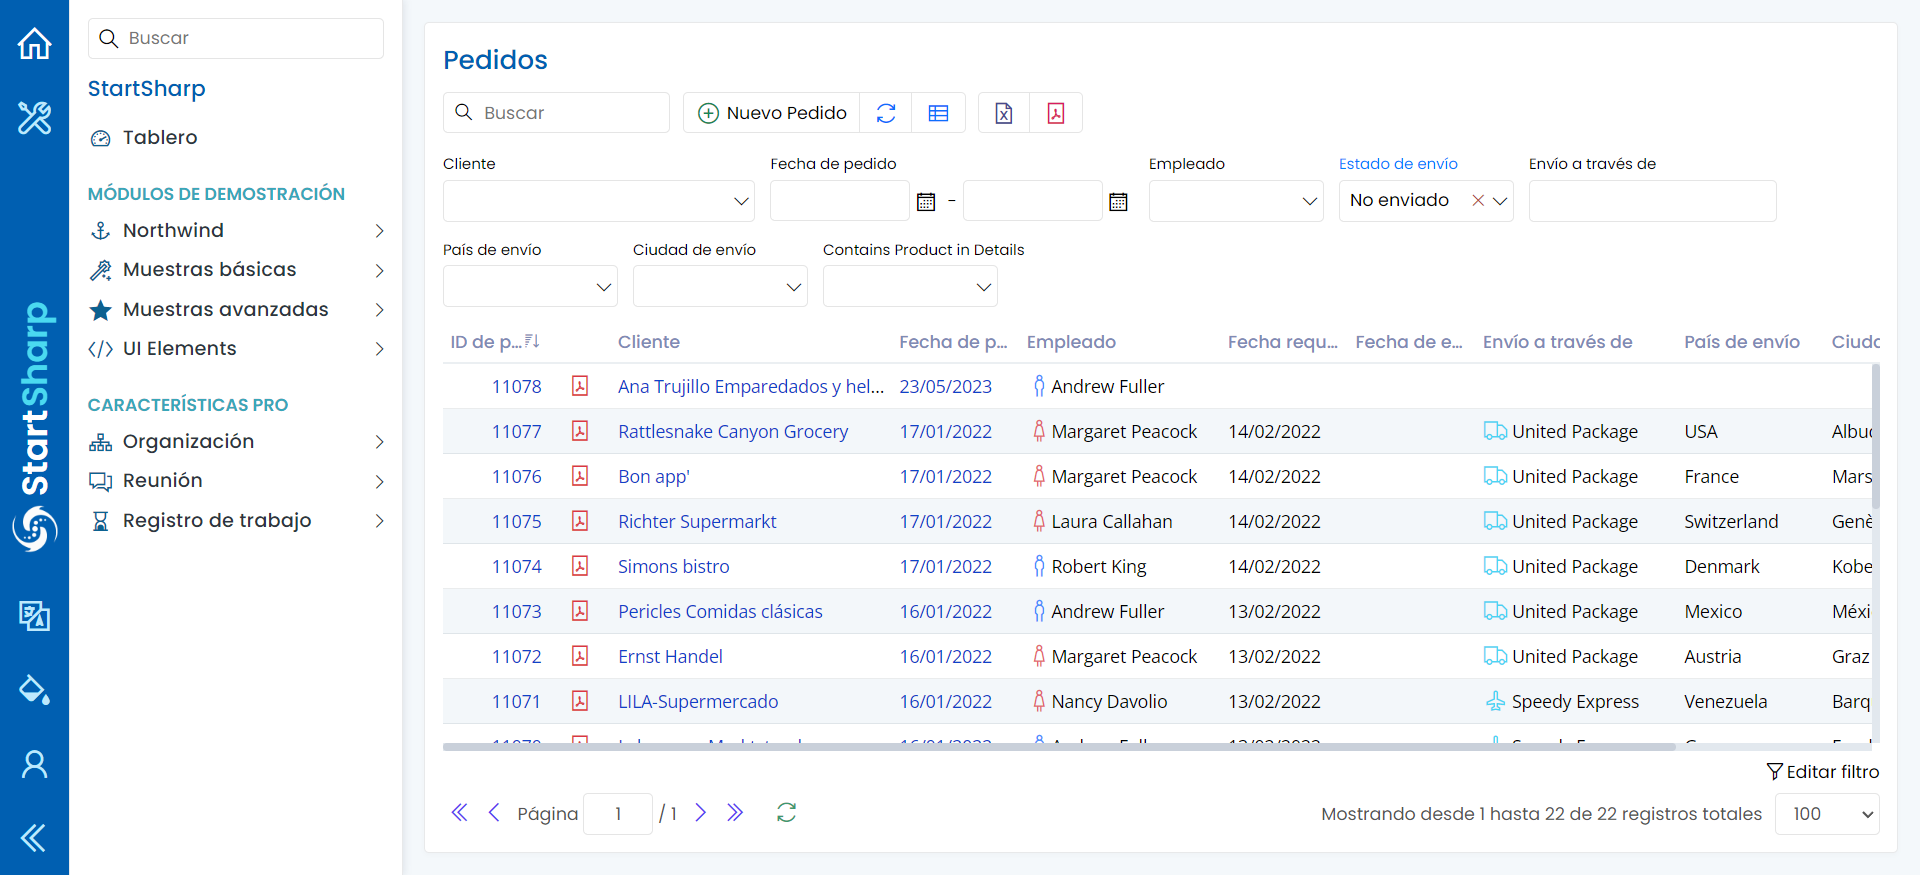 StartSharp
Buscar
StartSharp
Tablero
MÓDULOS DE DEMOSTRACIÓN
Northwind
Muestras básicas
Muestras avanzadas
UI Elements
CARACTERÍSTICAS PRO
Organización
Reunión
Registro de trabajo
Pedidos
Buscar Nuevo Pedido
Cliente Fecha de pedido Empleado Estado de envío Envío a través de
- No enviado
País de envío Ciudad de envío Contains Product in Details
ID de p... Cliente Fecha de p... Empleado Fecha requ... Fecha de e... Envío a través de País de envío Ciudc
11078 Ana Trujillo Emparedados y hel... 23/05/2023 Andrew Fuller
11077 Rattlesnake Canyon Grocery 17/01/2022 Margaret Peacock 14/02/2022 United Package USA Albuc
11076 Bon app' 17/01/2022 Margaret Peacock 14/02/2022 United Package France Mars
11075 Richter Supermarkt 17/01/2022 Laura Callahan 14/02/2022 United Package Switzerland Genè
11074 Simons bistro 17/01/2022 Robert King 14/02/2022 United Package Denmark Kobe
11073 Pericles Comidas clásicas 16/01/2022 Andrew Fuller 13/02/2022 United Package Mexico Méxi
11072 Ernst Handel 16/01/2022 Margaret Peacock 13/02/2022 United Package Austria Graz
11071 LILA-Supermercado 16/01/2022 Nancy Davolio 13/02/2022 Speedy Express Venezuela Barq
Editar filtro
Página 1 / 1 Mostrando desde 1 hasta 22 de 22 registros totales 100